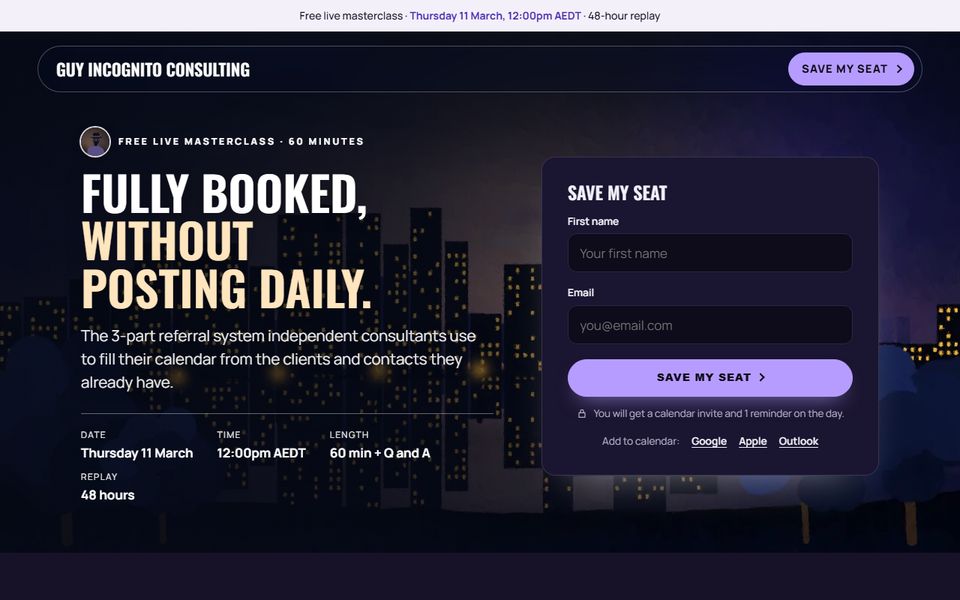 Free live masterclass · Thursday 11 March, 12:00pm AEDT · 48-hour replay
GUY INCOGNITO CONSULTING
SAVE MY SEAT
FREE LIVE MASTERCLASS · 60 MINUTES
FULLY BOOKED,
WITHOUT
POSTING DAILY.
The 3-part referral system independent consultants use
to fill their calendar from the clients and contacts they
already have.
DATE
Thursday 11 March
TIME
12:00pm AEDT
LENGTH
60 min + Q and A
REPLAY
48 hours
SAVE MY SEAT
First name
Your first name
Email
you@email.com
SAVE MY SEAT
You will get a calendar invite and 1 reminder on the day.
Add to calendar: Google Apple Outlook